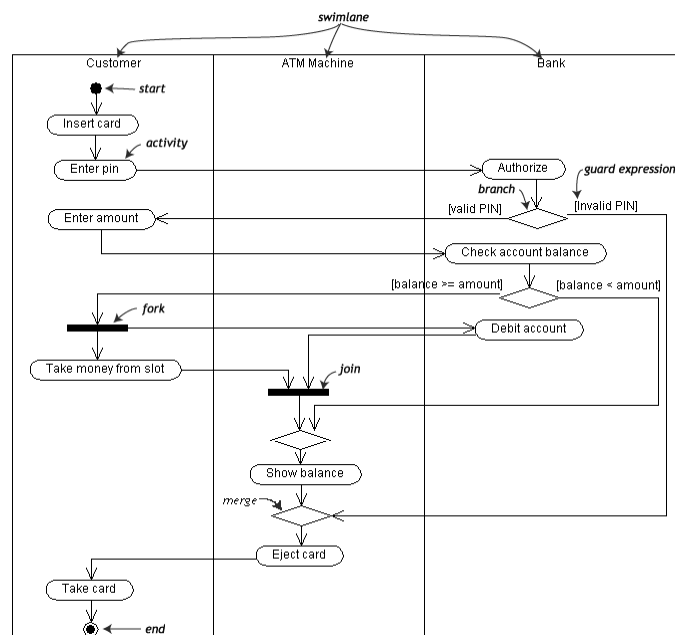 swimlane
Customer
ATM Machine
Bank
start
Insert card
activity
Enter pin
Authorize
guard expression
branch
Enter amount
[valid PIN]
[Invalid PIN]
Check account balance
[balance >= amount]
[balance < amount]
fork
Debit account
Take money from slot
join
Show balance
merge
Eject card
Take card
end